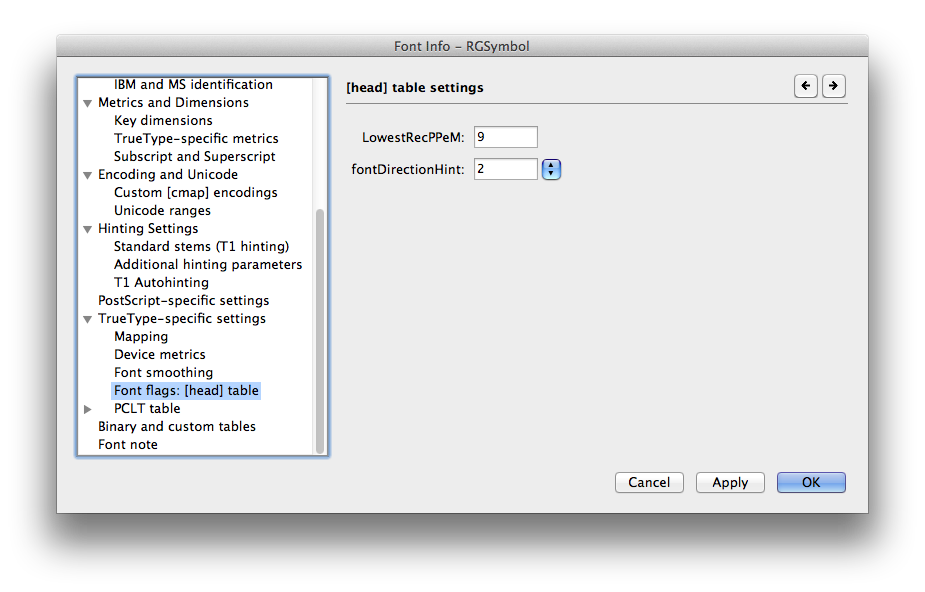 Font Info – RGSymbol
IBM and MS identification
Metrics and Dimensions
Key dimensions
TrueType-specific metrics
Subscript and Superscript
Encoding and Unicode
Custom [cmap] encodings
Unicode ranges
Hinting Settings
Standard stems (T1 hinting)
Additional hinting parameters
T1 Autohinting
PostScript-specific settings
TrueType-specific settings
Mapping
Device metrics
Font smoothing
Font flags: [head] table
PCLT table
Binary and custom tables
Font note
[head] table settings
LowestRecPPeM: 9
fontDirectionHint: 2
Cancel Apply OK